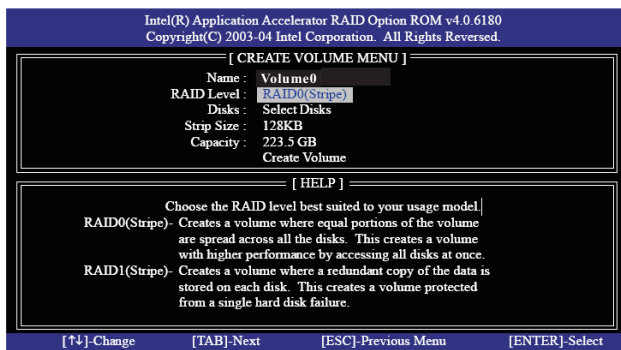 Intel(R) Application Accelerator RAID Option ROM v4.0.6180
Copyright(C) 2003-04 Intel Corporation. All Rights Reserved.
[ CREATE VOLUME MENU ]
Name : Volume0
RAID Level : RAID0(Stripe)
Disks : Select Disks
Strip Size : 128KB
Capacity : 223.5 GB
Create Volume
[ HELP ]
Choose the RAID level best suited to your usage model.
RAID0(Stripe)- Creates a volume where equal portions of the volume
are spread across all the disks. This creates a volume
with higher performance by accessing all disks at once.
RAID1(Stripe)- Creates a volume where a redundant copy of the data is
stored on each disk. This creates a volume protected
from a single hard disk failure.
[↑↓]-Change [TAB]-Next [ESC]-Previous Menu [ENTER]-Select